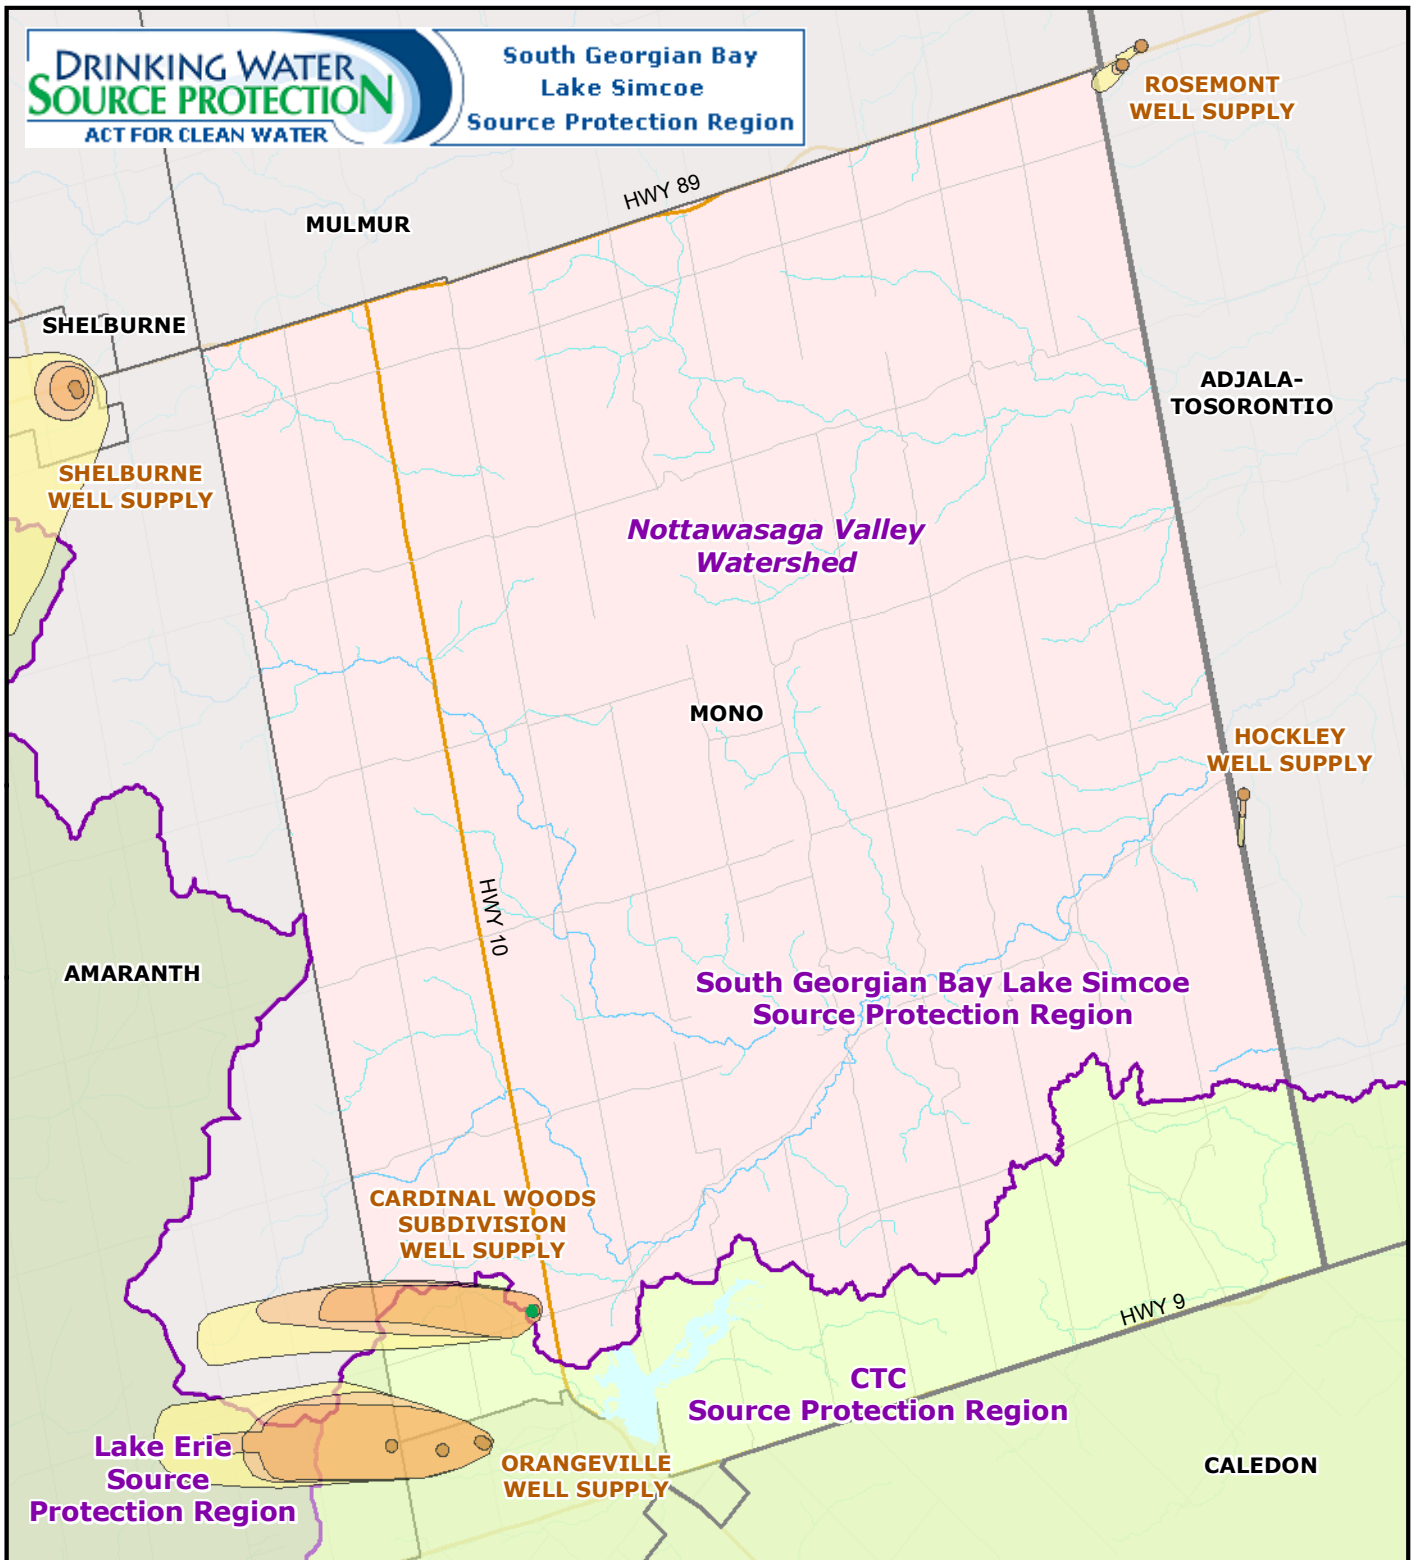 DRINKING WATER
SOURCE PROTECTION
ACT FOR CLEAN WATER
South Georgian Bay
Lake Simcoe
Source Protection Region
ROSEMONT
WELL SUPPLY
HWY 89
MULMUR
SHELBURNE
ADJALA-
TOSORONTIO
SHELBURNE
WELL SUPPLY
Nottawasaga Valley
Watershed
MONO
HOCKLEY
WELL SUPPLY
HWY 10
AMARANTH
South Georgian Bay Lake Simcoe
Source Protection Region
CARDINAL WOODS
SUBDIVISION
WELL SUPPLY
HWY 9
CTC
Source Protection Region
Lake Erie
Source
Protection Region
ORANGEVILLE
WELL SUPPLY
CALEDON